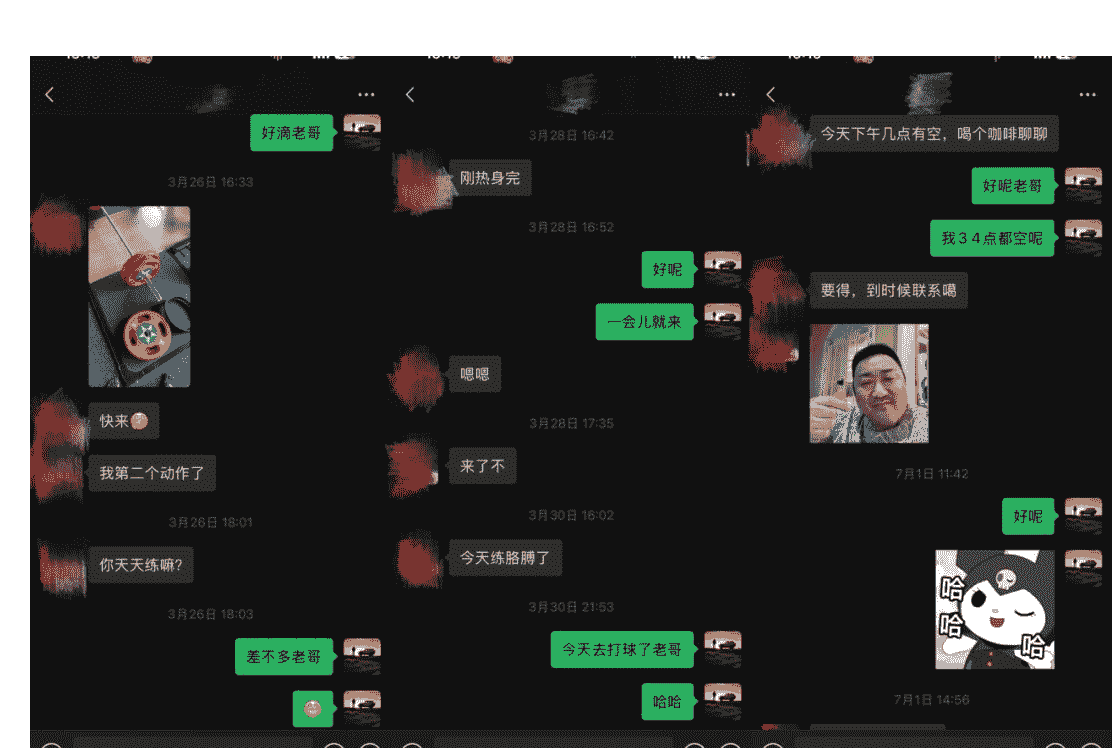 好滴老哥
3月26日 16:33
快来
我第二个动作了
3月26日 18:01
你天天练嘛?
3月26日 18:03
差不多老哥
3月28日 16:42
刚热身完
3月28日 16:52
好呢
一会儿就来
嗯嗯
3月28日 17:35
来了不
3月30日 16:02
今天练胳膊了
3月30日 21:53
今天去打球了老哥
哈哈
今天下午几点有空，喝个咖啡聊聊
好呢老哥
我３４点都空呢
要得，到时候联系噶
7月1日 11:42
好呢
哈
哈
哈
7月1日 14:56